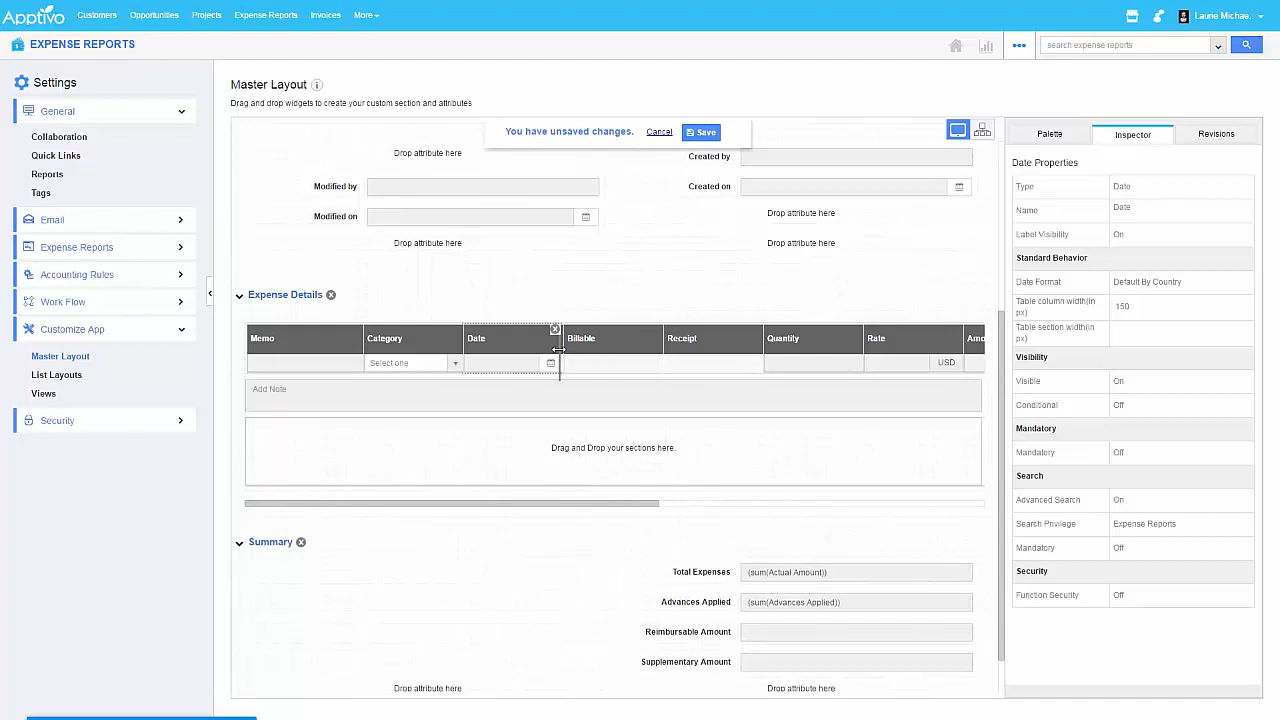 Apptivo
Customers Opportunities Projects Expense Reports Invoices More
Laurie Michae..
EXPENSE REPORTS
search expense reports
Settings
General
Collaboration
Quick Links
Reports
Tags
Email
Expense Reports
Accounting Rules
Work Flow
Customize App
Master Layout
List Layouts
Views
Security
Master Layout
Drag and drop widgets to create your custom section and attributes
You have unsaved changes. Cancel Save
Drop attribute here
Created by
Modified by
Created on
Modified on
Drop attribute here
Drop attribute here
Drop attribute here
Expense Details
Memo Category Date Billable Receipt Quantity Rate Amo
Select one
USD
Add Note
Drag and Drop your sections here.
Summary
Total Expenses (sum(Actual Amount))
Advances Applied (sum(Advances Applied))
Reimbursable Amount
Supplementary Amount
Drop attribute here
Drop attribute here
Palette Inspector Revisions
Date Properties
Type Date
Name Date
Label Visibility On
Standard Behavior
Date Format Default By Country
Table column width(in px) 150
Table section width(in px)
Visibility
Visible On
Conditional Off
Mandatory
Mandatory Off
Search
Advanced Search On
Search Privilege Expense Reports
Mandatory Off
Security
Function Security Off